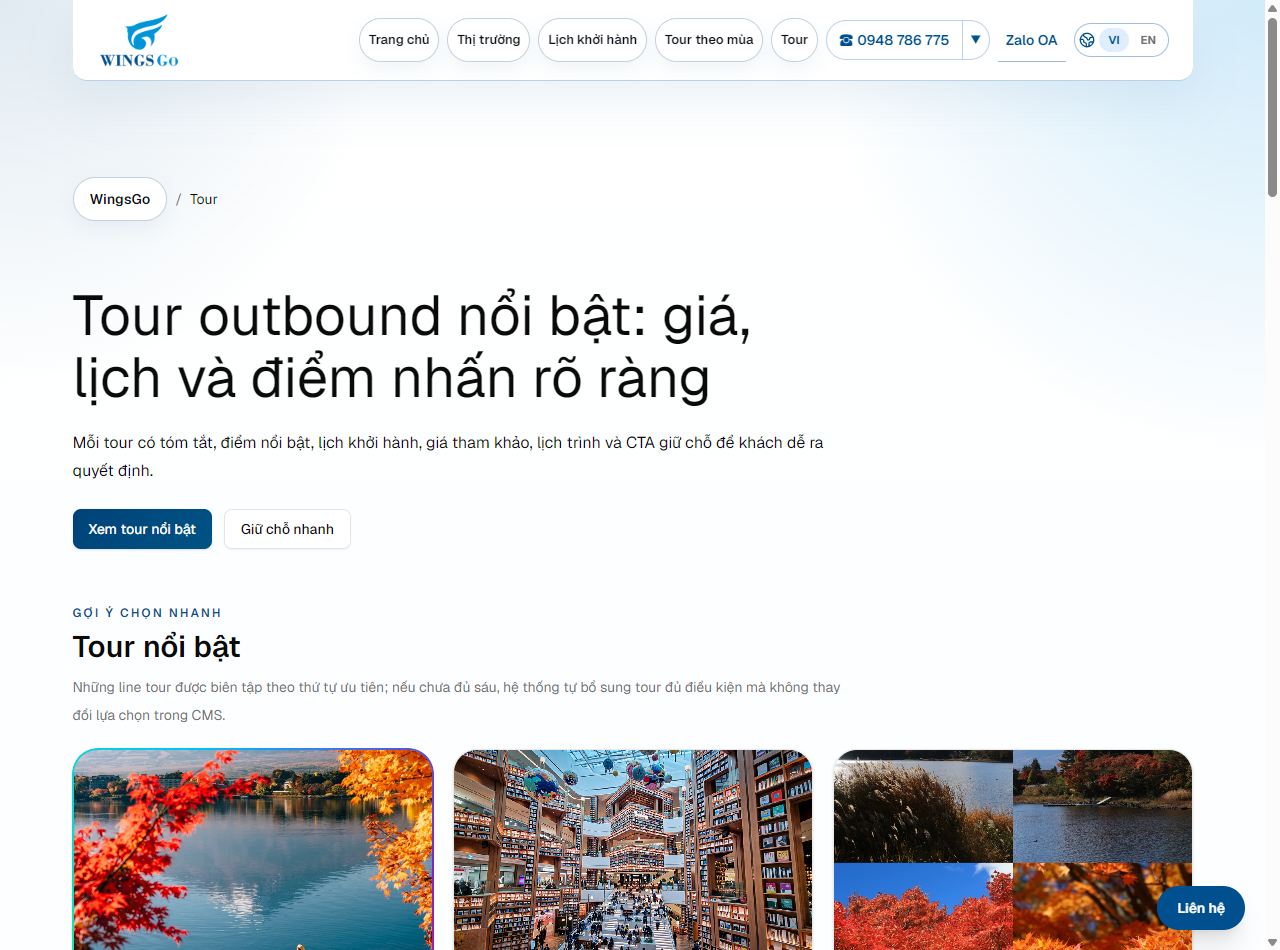 WINGS Go
Trang chủ
Thị trường
Lịch khởi hành
Tour theo mùa
Tour
☎ 0948 786 775
▼
Zalo OA
VI
EN
WingsGo / Tour
Tour outbound nổi bật: giá,
lịch và điểm nhấn rõ ràng
Mỗi tour có tóm tắt, điểm nổi bật, lịch khởi hành, giá tham khảo, lịch trình và CTA giữ chỗ để khách dễ ra
quyết định.
Xem tour nổi bật
Giữ chỗ nhanh
GỢI Ý CHỌN NHANH
Tour nổi bật
Những line tour được biên tập theo thứ tự ưu tiên; nếu chưa đủ sáu, hệ thống tự bổ sung tour đủ điều kiện mà không thay
đổi lựa chọn trong CMS.
Liên hệ